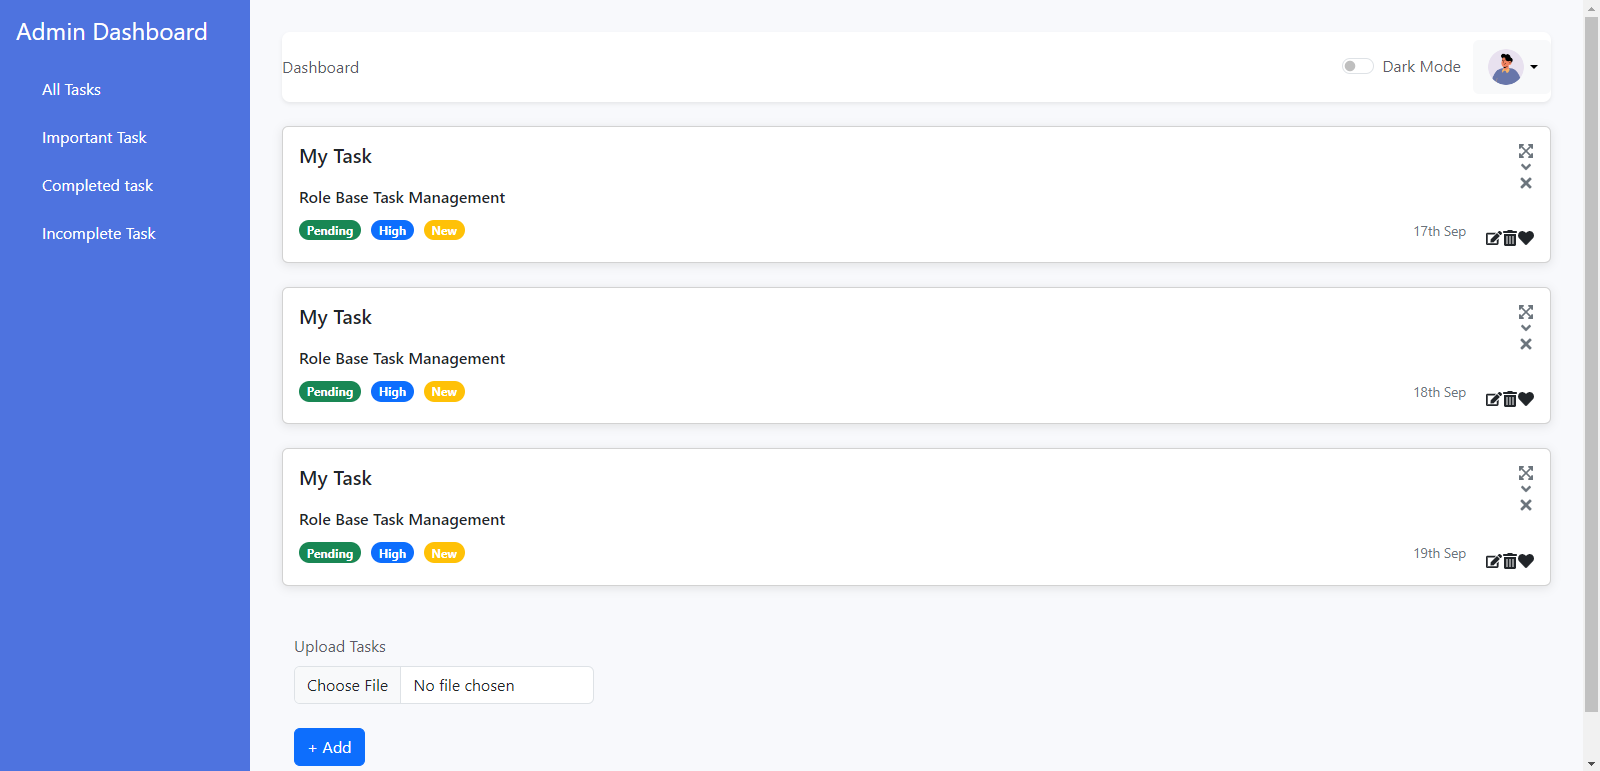 Admin Dashboard
All Tasks
Important Task
Completed task
Incomplete Task
Dashboard
Dark Mode
My Task
Role Base Task Management
Pending High New
17th Sep
My Task
Role Base Task Management
Pending High New
18th Sep
My Task
Role Base Task Management
Pending High New
19th Sep
Upload Tasks
Choose File No file chosen
+ Add